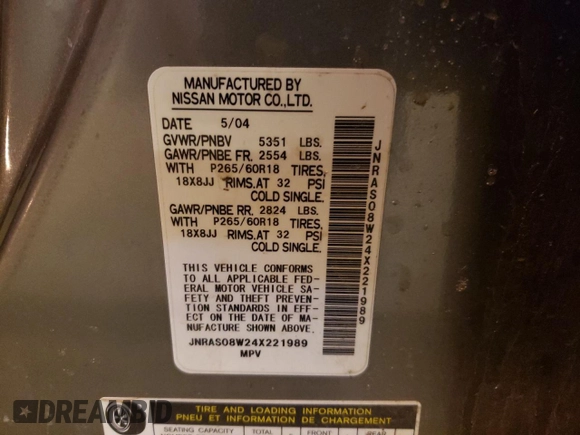 MANUFACTURED BY
NISSAN MOTOR CO.,LTD.
DATE 5/04
GVWR/PNBV 5351 LBS.
GAWR/PNBE FR. 2554 LBS.
WITH P265/60R18 TIRES,
18X8JJ RIMS.AT 32 PSI
COLD SINGLE.
GAWR/PNBE RR. 2824 LBS.
WITH P265/60R18 TIRES,
18X8JJ RIMS.AT 32 PSI
COLD SINGLE.
THIS VEHICLE CONFORMS
TO ALL APPLICABLE FED-
ERAL MOTOR VEHICLE SA-
FETY AND THEFT PREVEN-
TION STANDARDS IN EFF-
ECT ON THE DATE OF MA-
NUFACTURE SHOWN ABOVE.
JNRAS08W24X221989
MPV
JNRAS08W24X221989
TIRE AND LOADING INFORMATION
PNEU ET INFORMATION DE CHARGEMENT
SEATING CAPACITY TOTAL FRONT REAR
DREAMBID